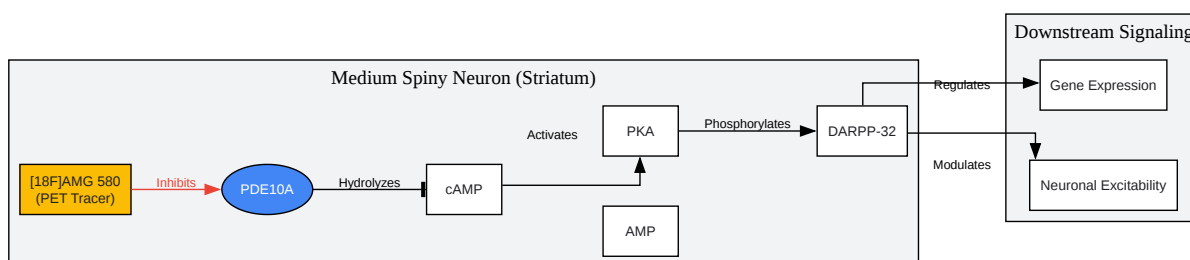 Downstream Signaling
Medium Spiny Neuron (Striatum)
Regulates
Gene Expression
Activates
PKA
Phosphorylates
DARPP-32
Modulates
Neuronal Excitability
[18F]AMG 580
(PET Tracer)
Inhibits
PDE10A
Hydrolyzes
cAMP
AMP